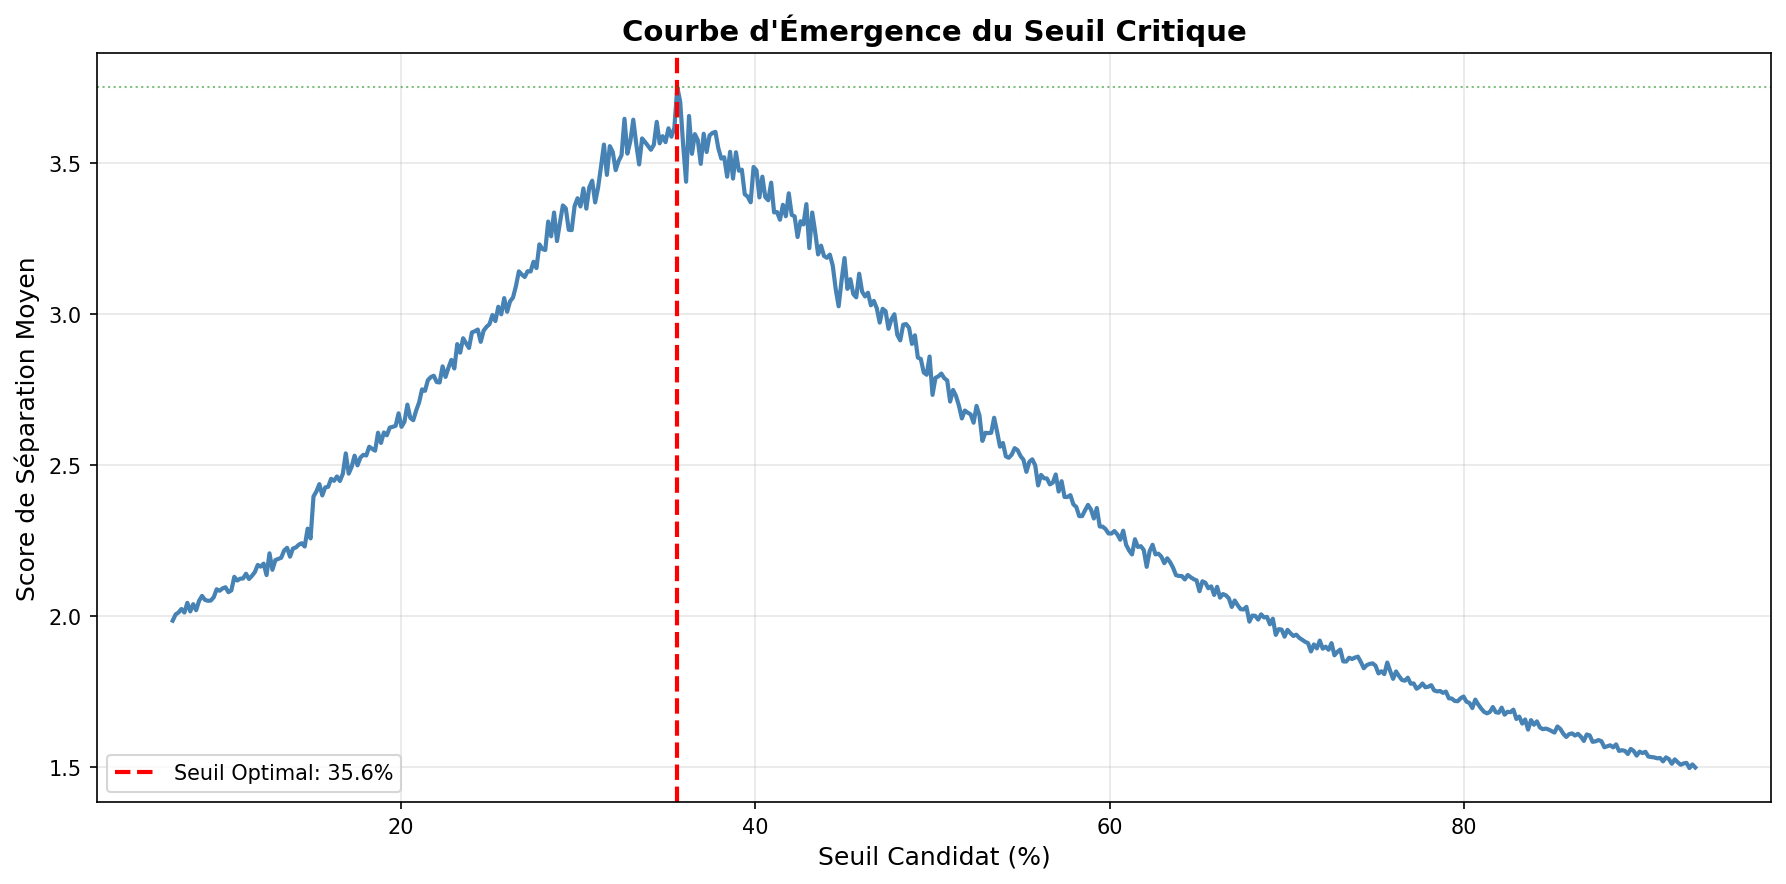 Courbe d'Émergence du Seuil Critique
Score de Séparation Moyen
3.5
3.0
2.5
2.0
1.5
Seuil Optimal: 35.6%
20
40
60
80
Seuil Candidat (%)